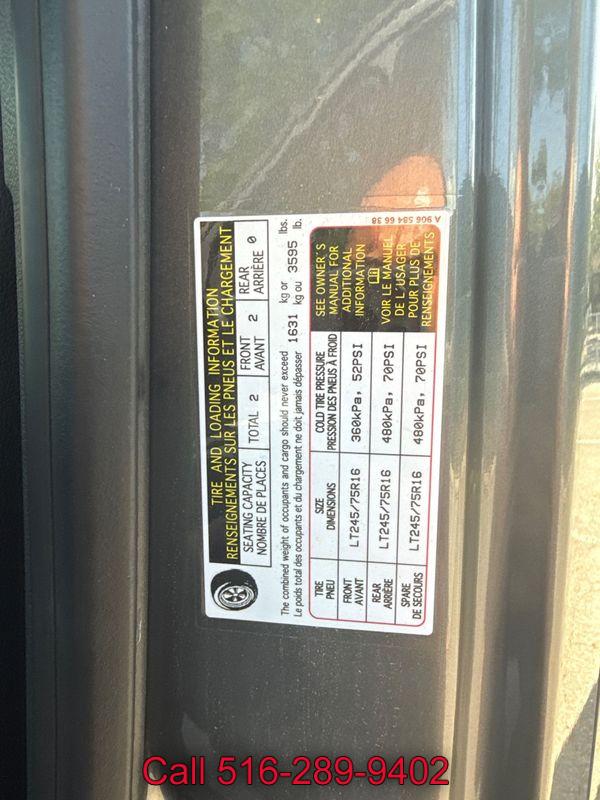 TIRE AND LOADING INFORMATION
RENSEIGNEMENTS SUR LES PNEUS ET LE CHARGEMENT
SEATING CAPACITY
NOMBRE DE PLACES
TOTAL 2
FRONT
AVANT 2
REAR
ARRIÈRE 0
The combined weight of occupants and cargo should never exceed 1631 kg or 3595 lbs.
Le poids total des occupants et du chargement ne doit jamais dépasser 1631 kg ou 3595 lb.
TIRE
PNEU
SIZE
DIMENSIONS
COLD TIRE PRESSURE
PRESSION DES PNEUS À FROID
FRONT
AVANT
LT245/75R16
360kPa, 52PSI
REAR
ARRIÈRE
LT245/75R16
480kPa, 70PSI
SPARE
DE SECOURS
LT245/75R16
480kPa, 70PSI
SEE OWNER'S
MANUAL FOR
ADDITIONAL
INFORMATION
VOIR LE MANUEL
DE L'USAGER
POUR PLUS DE
RENSEIGNEMENTS
A 906 584 66 38
Call 516-289-9402